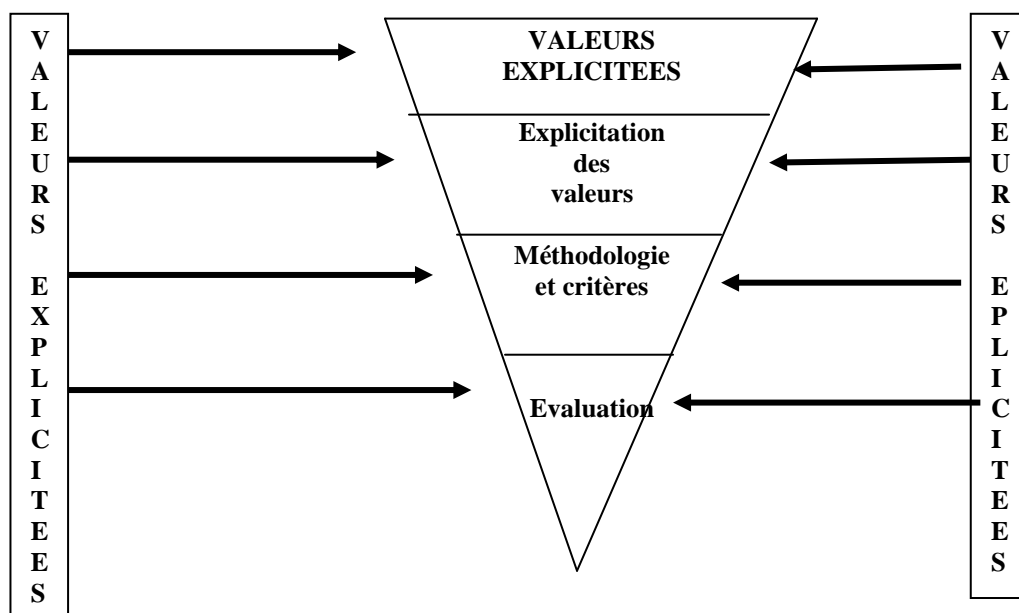 VALEURS EXPLICITEES
VALEURS
EXPLICITEES
Explicitation
des
valeurs
Méthodologie
et critères
Evaluation
VALEURS EPLICITEES